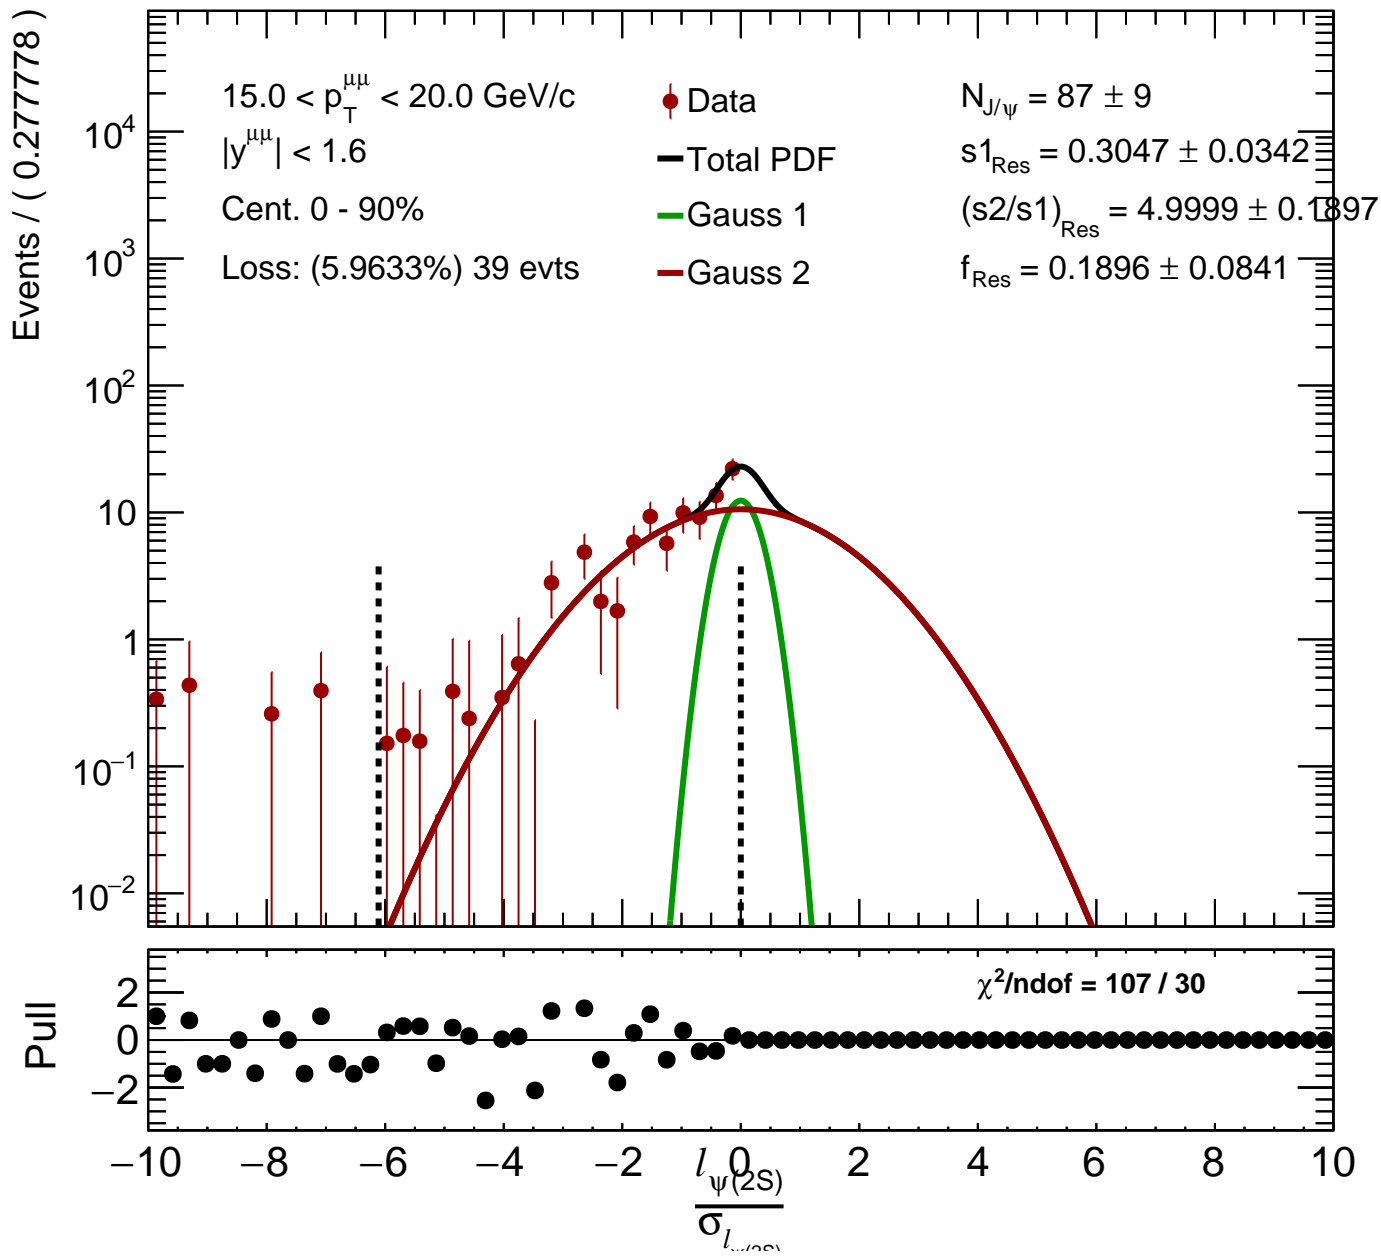 Events / ( 0.277778 )
15.0 < p_T^μμ < 20.0 GeV/c
|y^μμ| < 1.6
Cent. 0 - 90%
Loss: (5.9633%) 39 evts
Data
Total PDF
Gauss 1
Gauss 2
N_J/ψ = 87 ± 9
s1_Res = 0.3047 ± 0.0342
(s2/s1)_Res = 4.9999 ± 0.1897
f_Res = 0.1896 ± 0.0841
10^4
10^3
10^2
10
1
10^−1
10^−2
χ^2/ndof = 107 / 30
Pull
2
0
−2
−10 −8 −6 −4 −2 0 2 4 6 8 10
l_ψ(2S)
σ_l_ψ(2S)